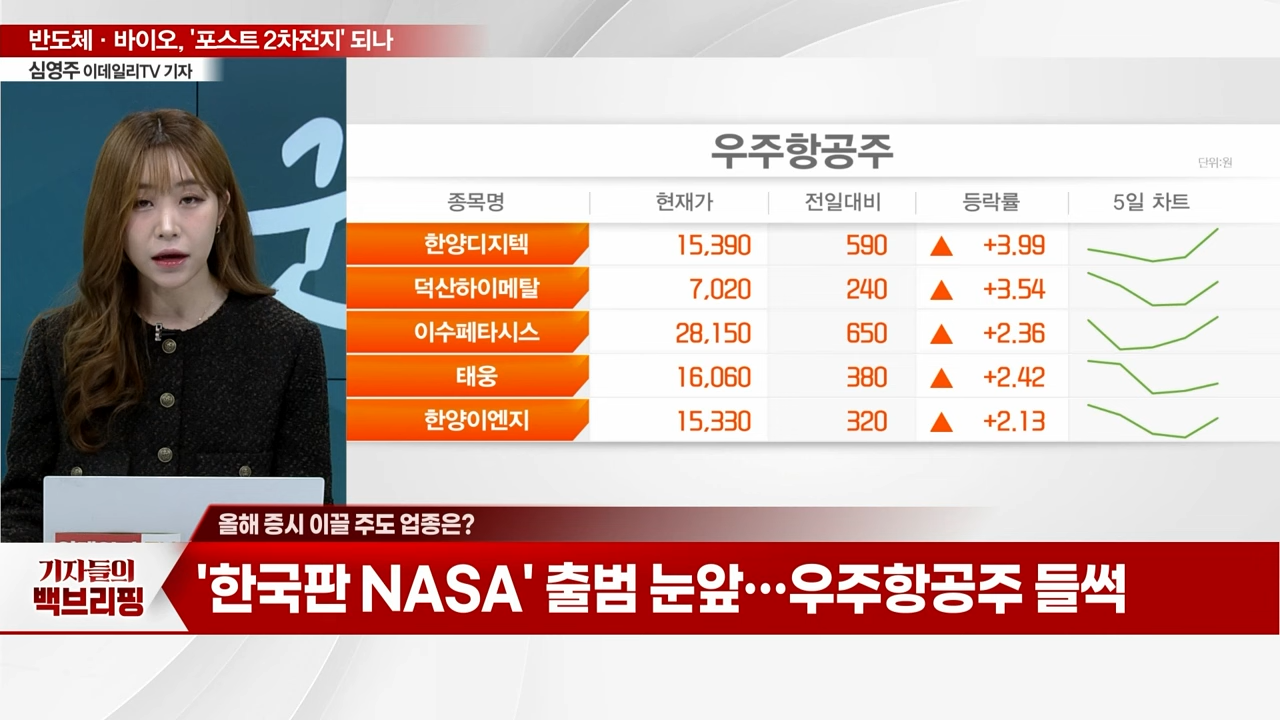 반도체 · 바이오, '포스트 2차전지' 되나
심영주 이데일리TV 기자
우주항공주
단위:원
종목명 현재가 전일대비 등락률 5일 차트
한양디지텍 15,390 590 ▲ +3.99
덕산하이메탈 7,020 240 ▲ +3.54
이수페타시스 28,150 650 ▲ +2.36
태웅 16,060 380 ▲ +2.42
한양이엔지 15,330 320 ▲ +2.13
올해 증시 이끌 주도 업종은?
기자들의
백브리핑
'한국판 NASA' 출범 눈앞…우주항공주 들썩